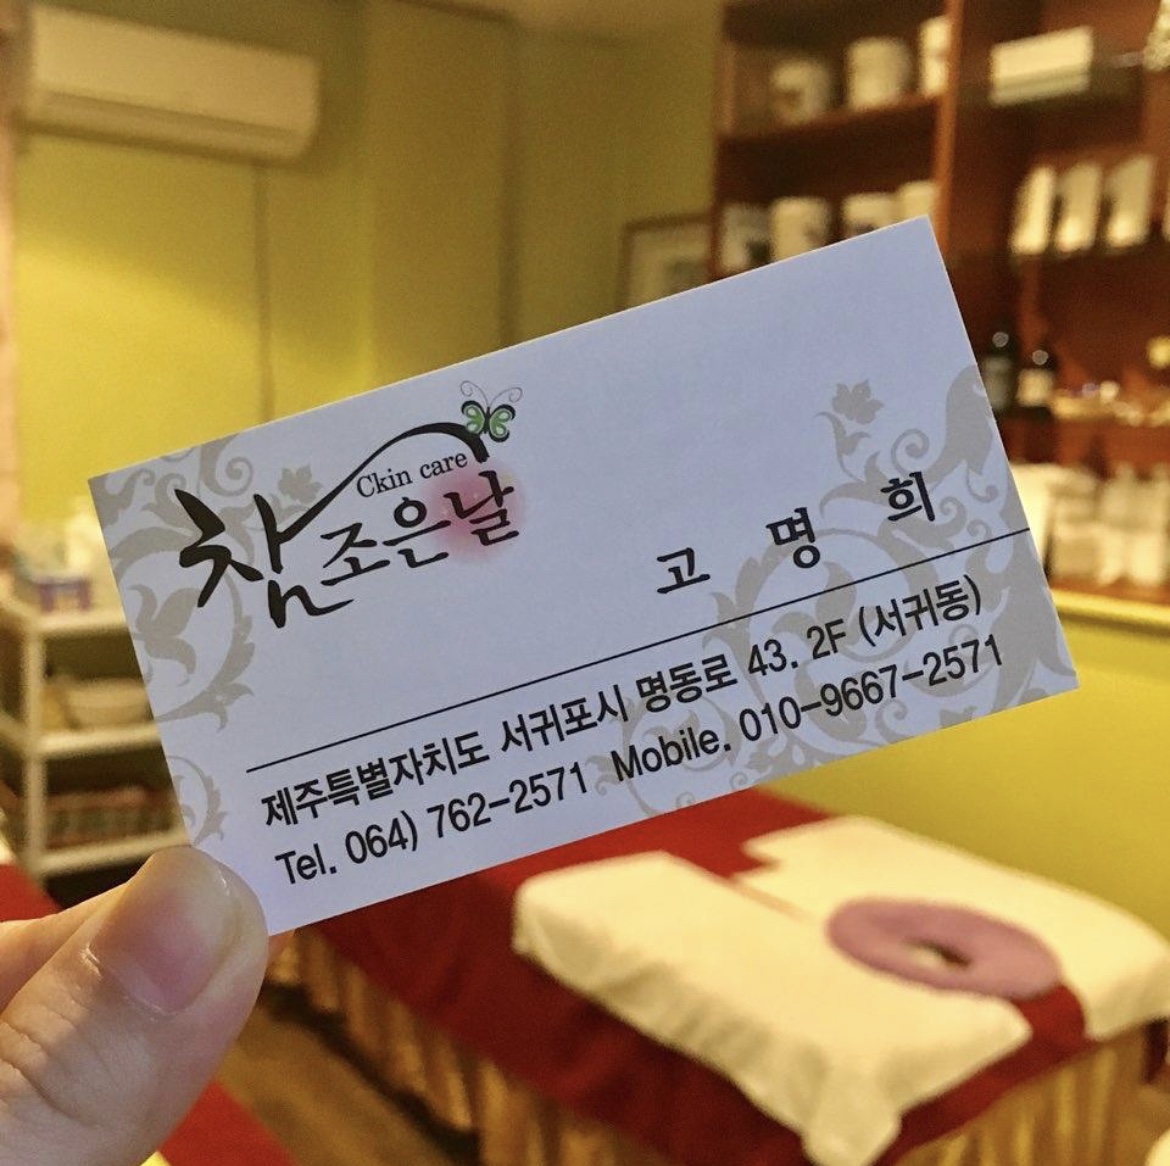 Ckin care
참 조은날
고 명 희
제주특별자치도 서귀포시 명동로 43. 2F (서귀동)
Tel. 064) 762-2571 Mobile. 010-9667-2571